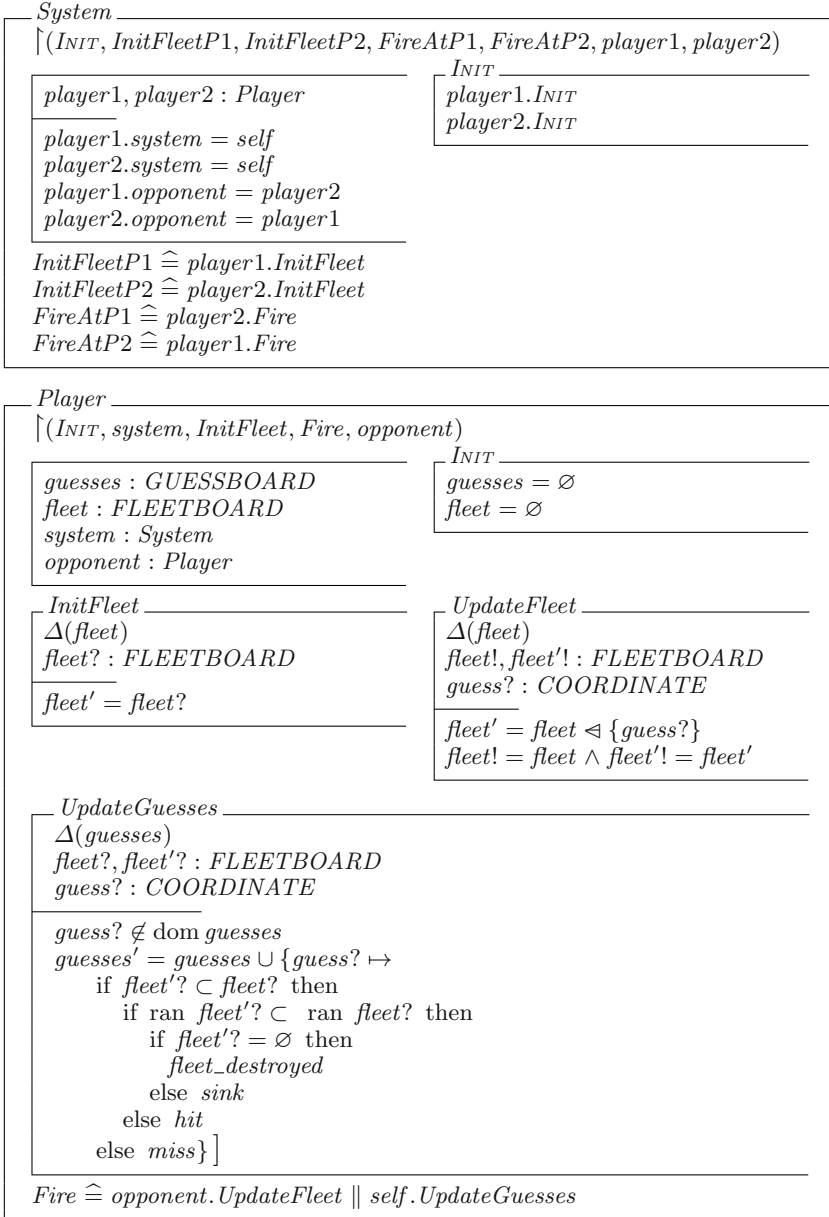 System
↾(INIT, InitFleetP1, InitFleetP2, FireAtP1, FireAtP2, player1, player2)
player1, player2 : Player
player1.system = self
player2.system = self
player1.opponent = player2
player2.opponent = player1
INIT
player1.INIT
player2.INIT
InitFleetP1 ≙ player1.InitFleet
InitFleetP2 ≙ player2.InitFleet
FireAtP1 ≙ player2.Fire
FireAtP2 ≙ player1.Fire
Player
↾(INIT, system, InitFleet, Fire, opponent)
guesses : GUESSBOARD
fleet : FLEETBOARD
system : System
opponent : Player
INIT
guesses = ∅
fleet = ∅
InitFleet
Δ(fleet)
fleet? : FLEETBOARD
fleet′ = fleet?
UpdateFleet
Δ(fleet)
fleet!, fleet′! : FLEETBOARD
guess? : COORDINATE
fleet′ = fleet ⩤ {guess?}
fleet! = fleet ∧ fleet′! = fleet′
UpdateGuesses
Δ(guesses)
fleet?, fleet′? : FLEETBOARD
guess? : COORDINATE
guess? ∉ dom guesses
guesses′ = guesses ∪ {guess? ↦
if fleet′? ⊂ fleet? then
if ran fleet′? ⊂ ran fleet? then
if fleet′? = ∅ then
fleet_destroyed
else sink
else hit
else miss} ]
Fire ≙ opponent.UpdateFleet ∥ self.UpdateGuesses